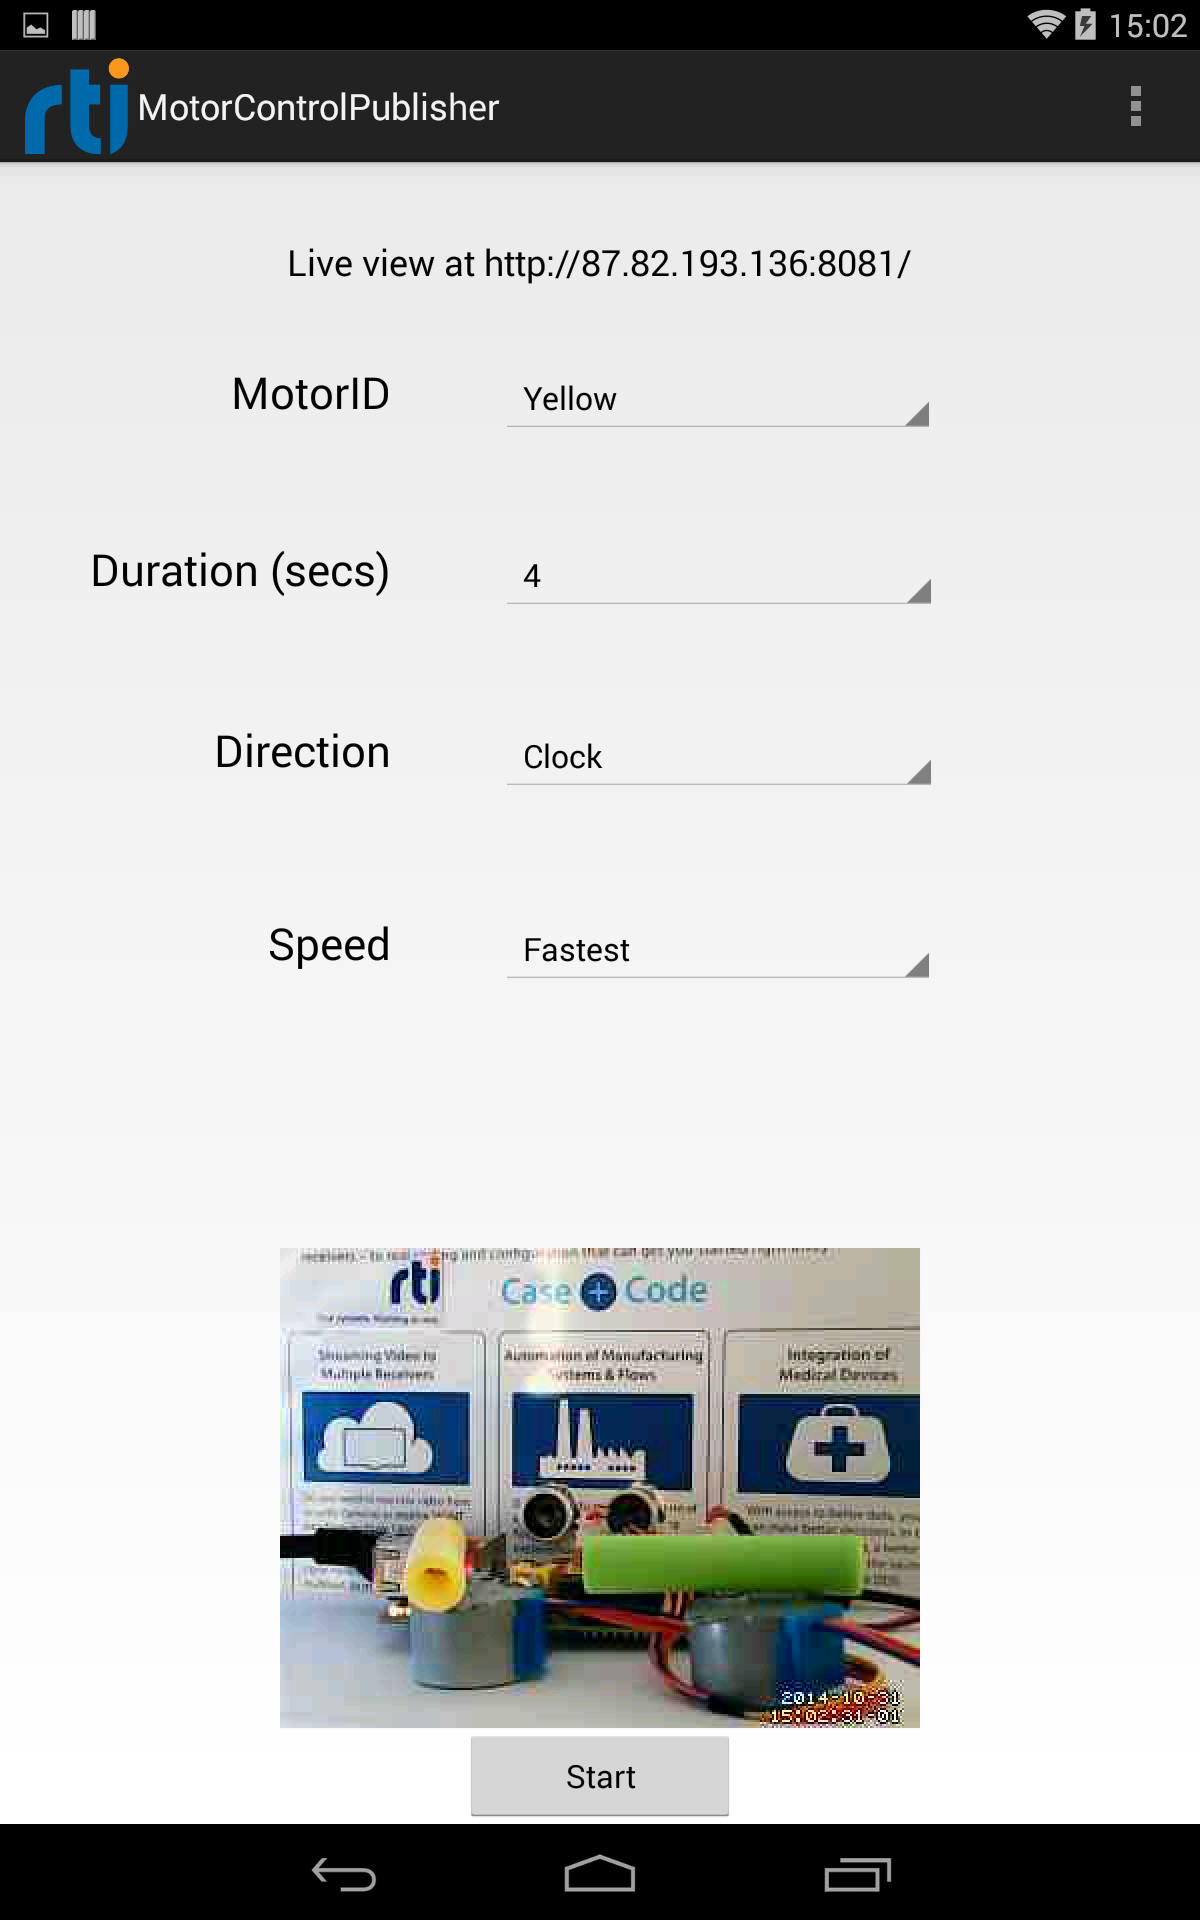 15:02
rti MotorControlPublisher
Live view at http://87.82.193.136:8081/
MotorID Yellow
Duration (secs) 4
Direction Clock
Speed Fastest
rti Case + Code
Streaming Video to
Multiple Receivers
Automation of Manufacturing
Systems & Flows
Integration of
Medical Devices
2014-10-31
15:02:31-01
Start